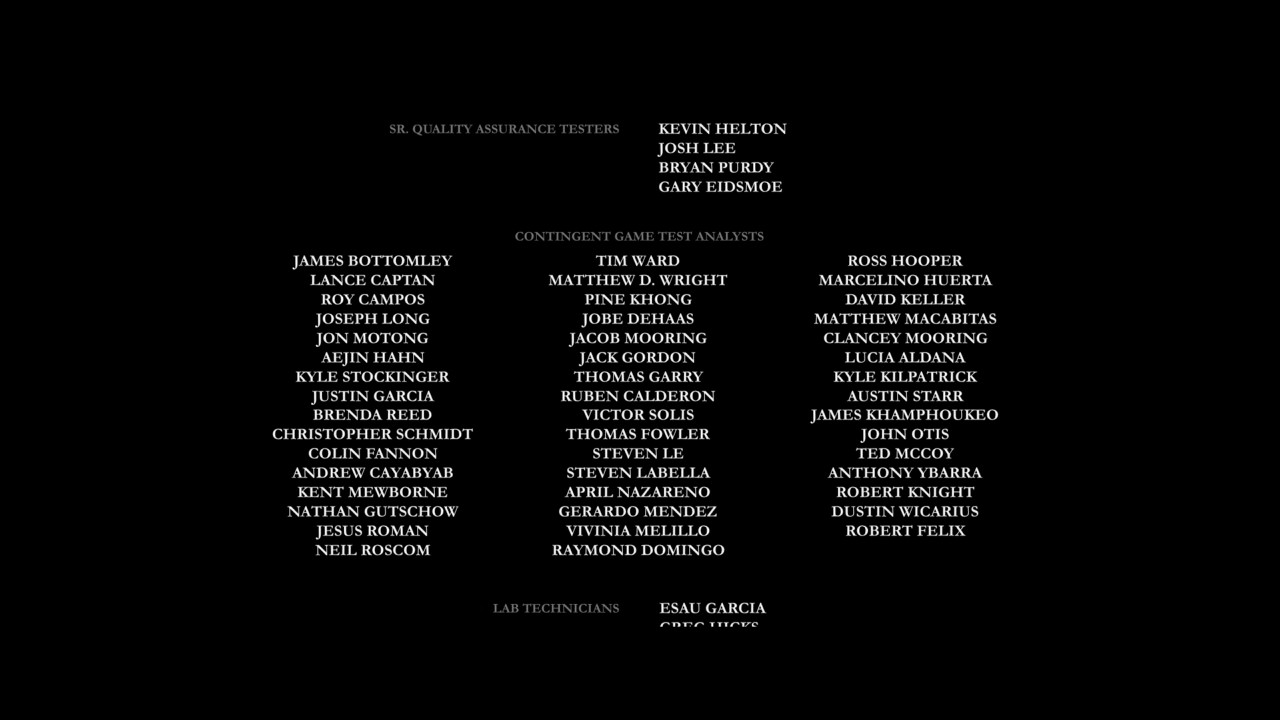 SR. QUALITY ASSURANCE TESTERS KEVIN HELTON
JOSH LEE
BRYAN PURDY
GARY EIDSMOE
CONTINGENT GAME TEST ANALYSTS
JAMES BOTTOMLEY TIM WARD ROSS HOOPER
LANCE CAPTAN MATTHEW D. WRIGHT MARCELINO HUERTA
ROY CAMPOS PINE KHONG DAVID KELLER
JOSEPH LONG JOBE DEHAAS MATTHEW MACABITAS
JON MOTONG JACOB MOORING CLANCEY MOORING
AEJIN HAHN JACK GORDON LUCIA ALDANA
KYLE STOCKINGER THOMAS GARRY KYLE KILPATRICK
JUSTIN GARCIA RUBEN CALDERON AUSTIN STARR
BRENDA REED VICTOR SOLIS JAMES KHAMPHOUKEO
CHRISTOPHER SCHMIDT THOMAS FOWLER JOHN OTIS
COLIN FANNON STEVEN LE TED MCCOY
ANDREW CAYABYAB STEVEN LABELLA ANTHONY YBARRA
KENT MEWBORNE APRIL NAZARENO ROBERT KNIGHT
NATHAN GUTSCHOW GERARDO MENDEZ DUSTIN WICARIUS
JESUS ROMAN VIVINIA MELILLO ROBERT FELIX
NEIL ROSCOM RAYMOND DOMINGO
LAB TECHNICIANS ESAU GARCIA
GREG HICKS